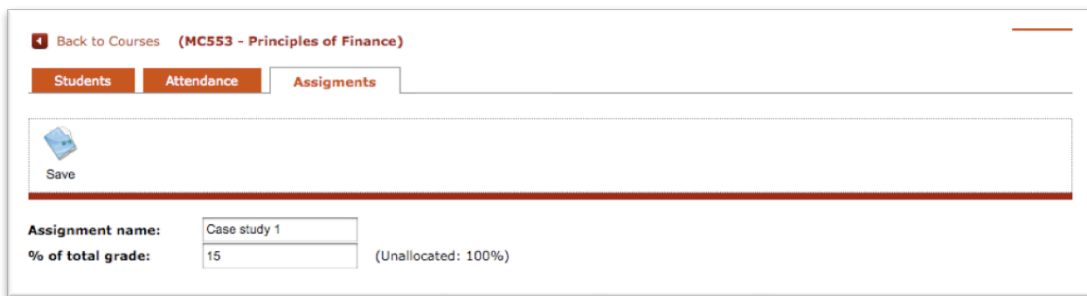 Back to Courses (MC553 - Principles of Finance)
Students Attendance Assigments
Save
Assignment name: Case study 1
% of total grade: 15 (Unallocated: 100%)